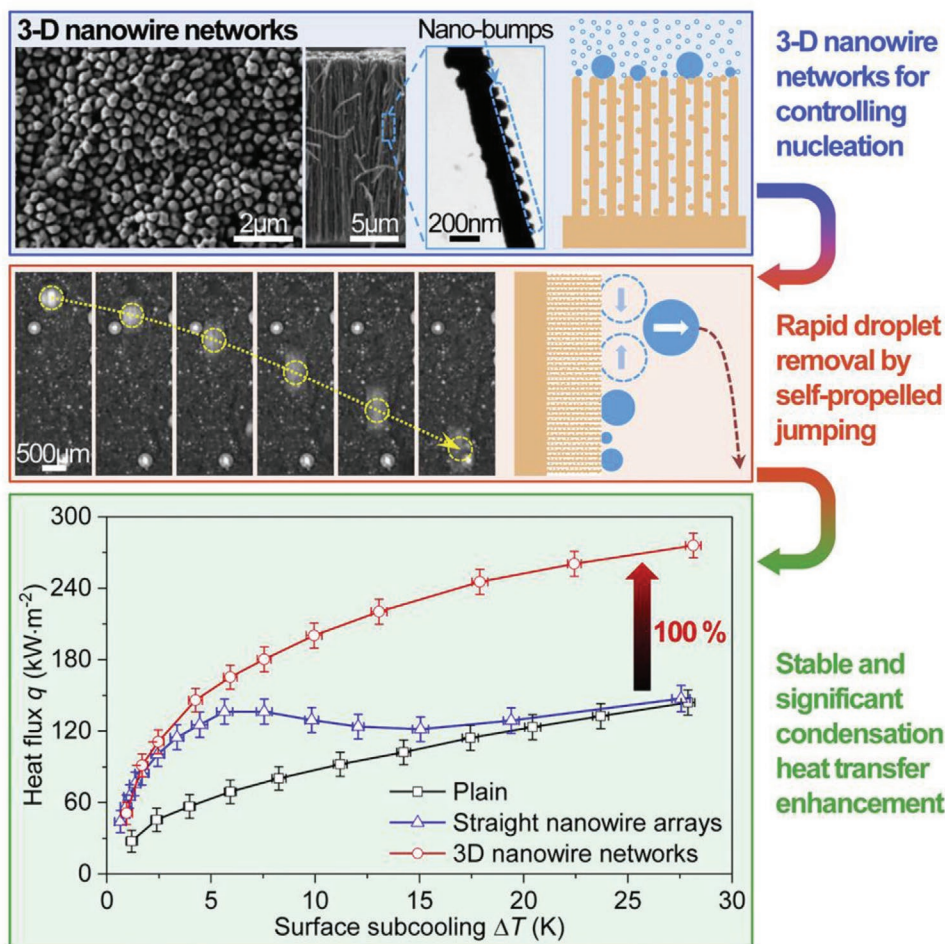 3-D nanowire networks
Nano-bumps
2μm
5μm
200nm
3-D nanowire
networks for
controlling
nucleation
500μm
Rapid droplet
removal by
self-propelled
jumping
300
240
180
120
60
0
Heat flux q (kW·m⁻²)
100 %
Plain
Straight nanowire arrays
3D nanowire networks
0
5
10
15
20
25
30
Surface subcooling ΔT (K)
Stable and
significant
condensation
heat transfer
enhancement